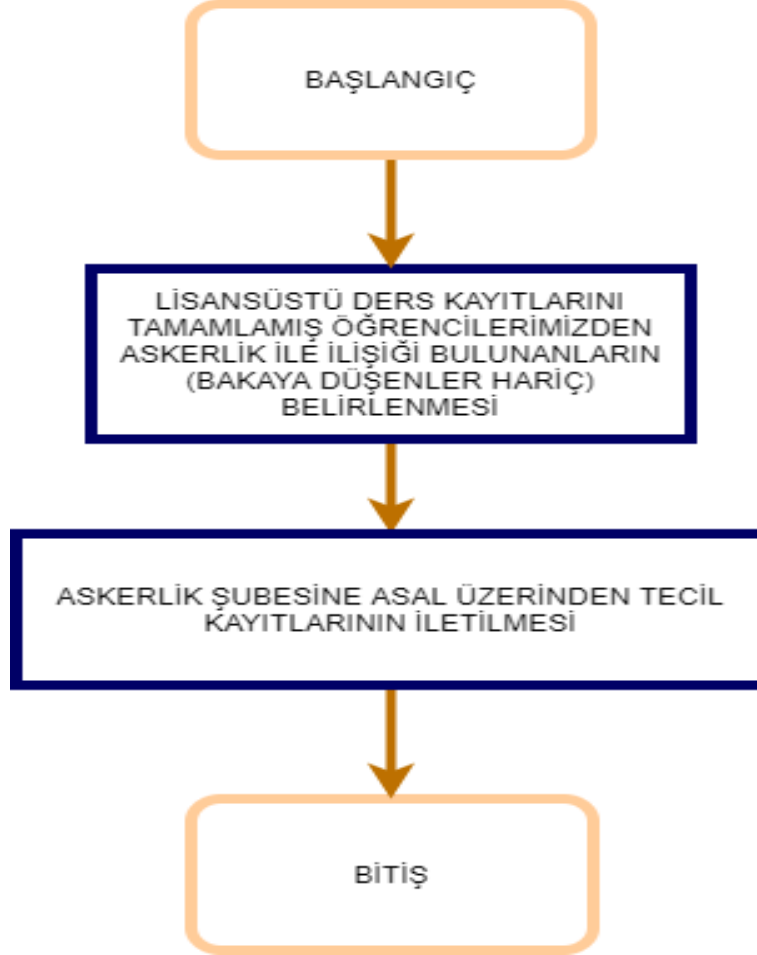 BAŞLANGIÇ
LİSANSÜSTÜ DERS KAYITLARINI
TAMAMLAMIŞ ÖĞRENCİLERİMİZDEN
ASKERLİK İLE İLİŞİĞİ BULUNANLARIN
(BAKAYA DÜŞENLER HARİÇ)
BELİRLENMESİ
ASKERLİK ŞUBESİNE ASAL ÜZERİNDEN TECİL
KAYITLARININ İLETİLMESİ
BİTİŞ